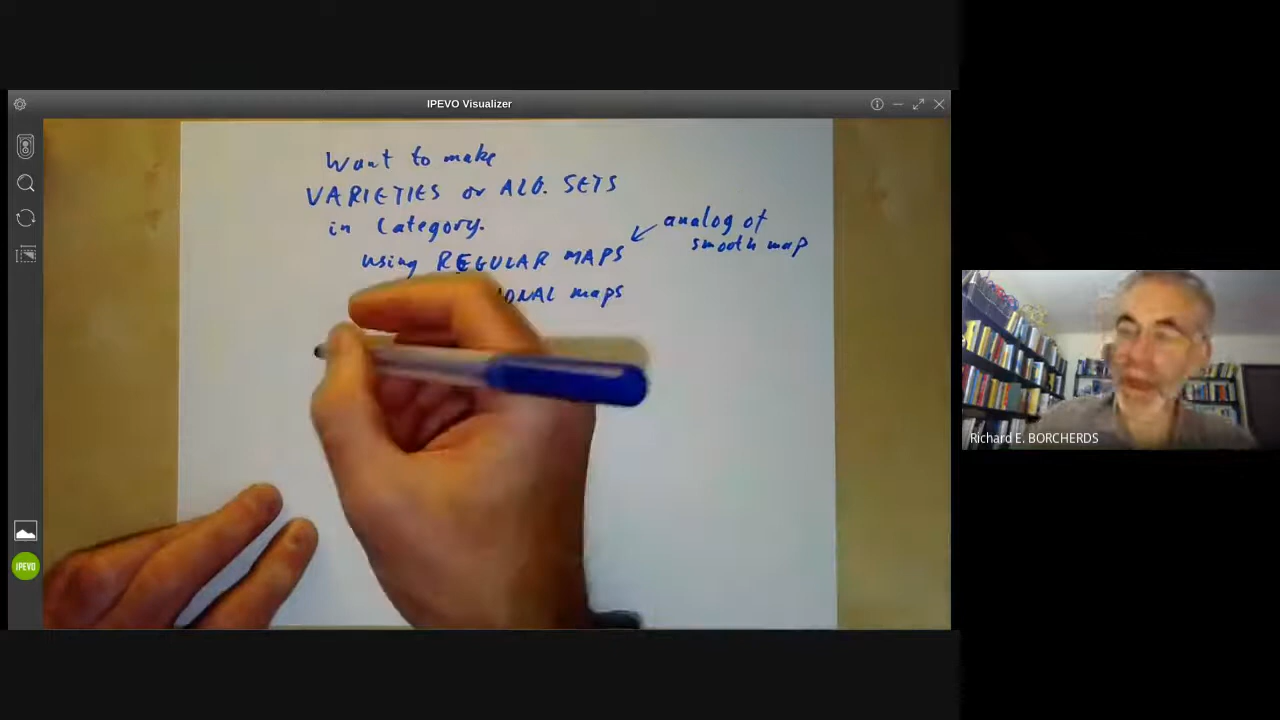 IPEVO Visualizer
Want to make
VARIETIES or ALG. SETS
in Category.
analog of
smooth map
using REGULAR MAPS
maps
Richard E. BORCHERDS
IPEVO